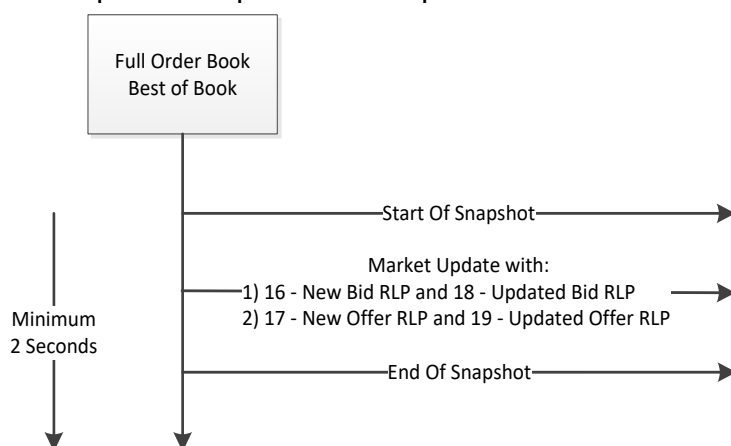 Full Order Book
Best of Book
Start Of Snapshot
Market Update with:
1) 16 - New Bid RLP and 18 - Updated Bid RLP
2) 17 - New Offer RLP and 19 - Updated Offer RLP
Minimum
2 Seconds
End Of Snapshot